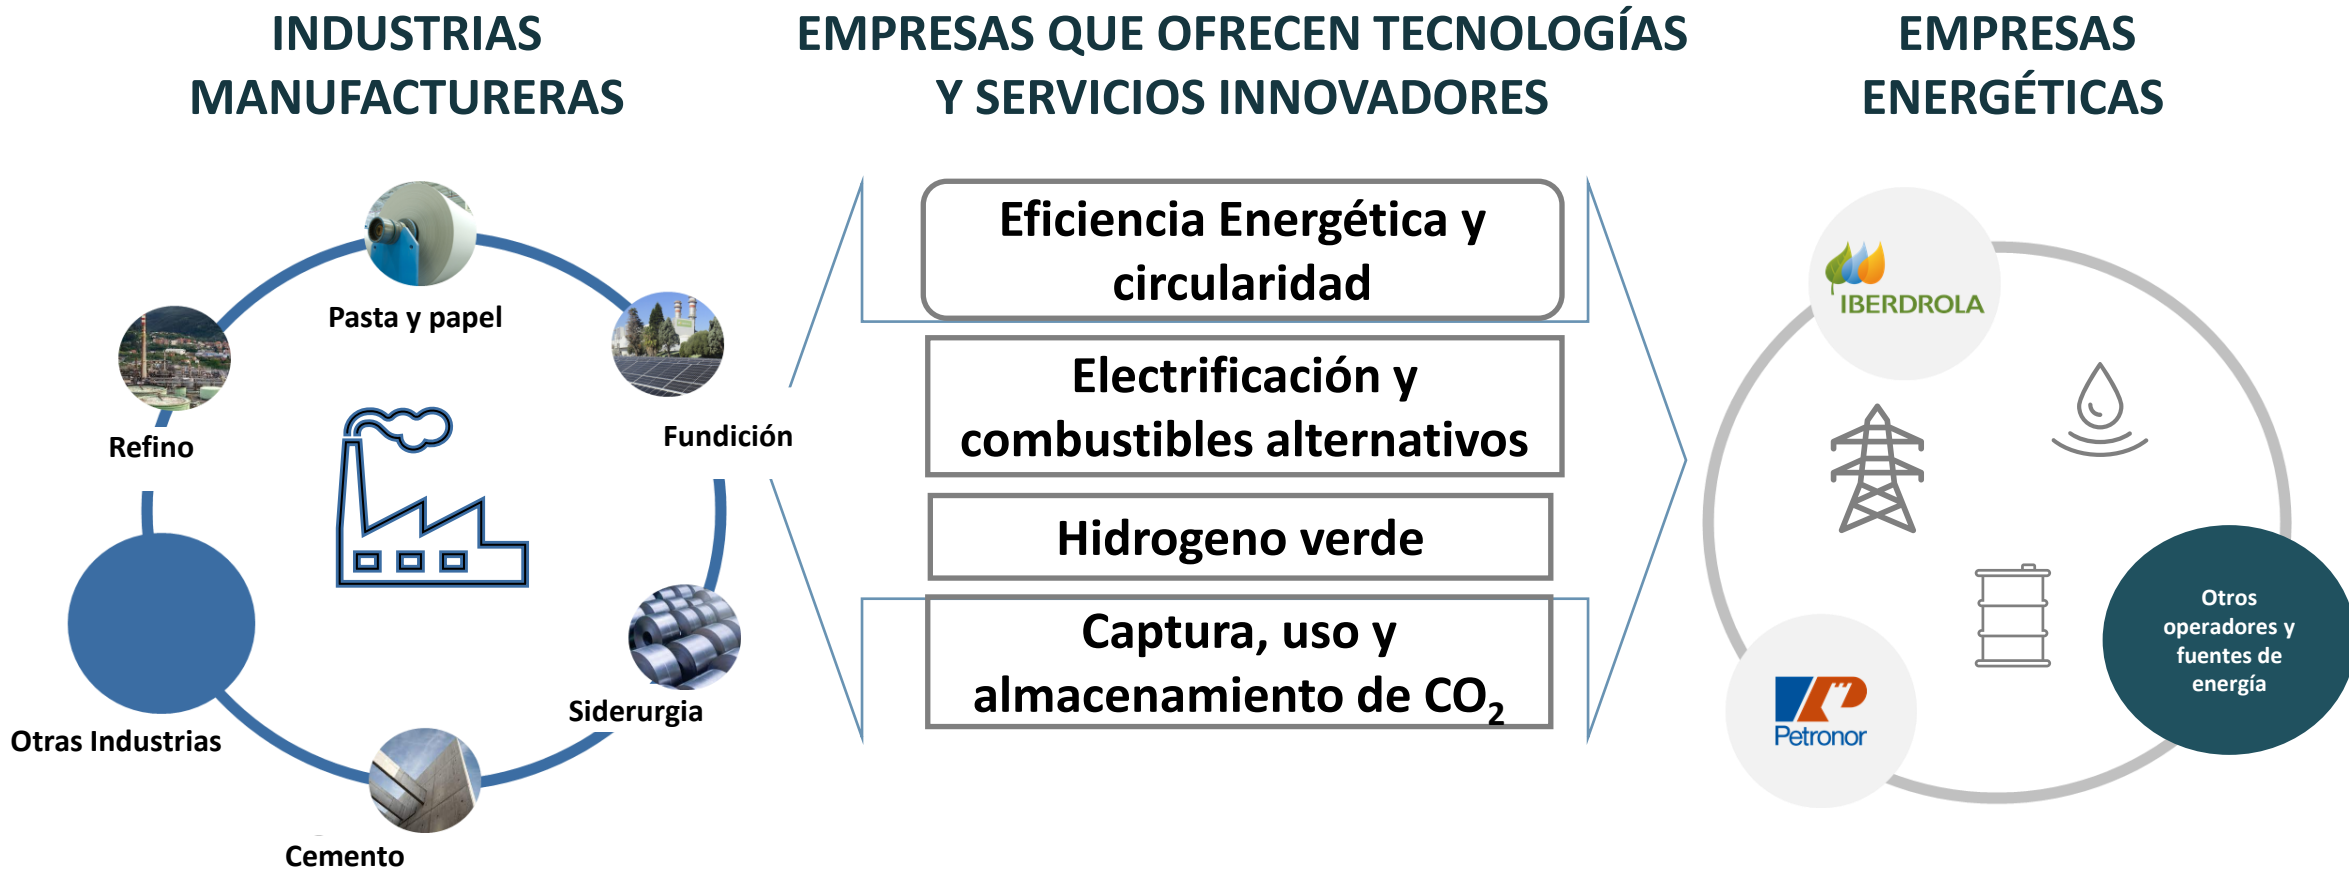 INDUSTRIAS
MANUFACTURERAS
EMPRESAS QUE OFRECEN TECNOLOGÍAS
Y SERVICIOS INNOVADORES
EMPRESAS
ENERGÉTICAS
Pasta y papel
Refino
Fundición
Otras Industrias
Siderurgia
Cemento
Eficiencia Energética y
circularidad
Electrificación y
combustibles alternativos
Hidrogeno verde
Captura, uso y
almacenamiento de CO₂
IBERDROLA
Petronor
Otros
operadores y
fuentes de
energía